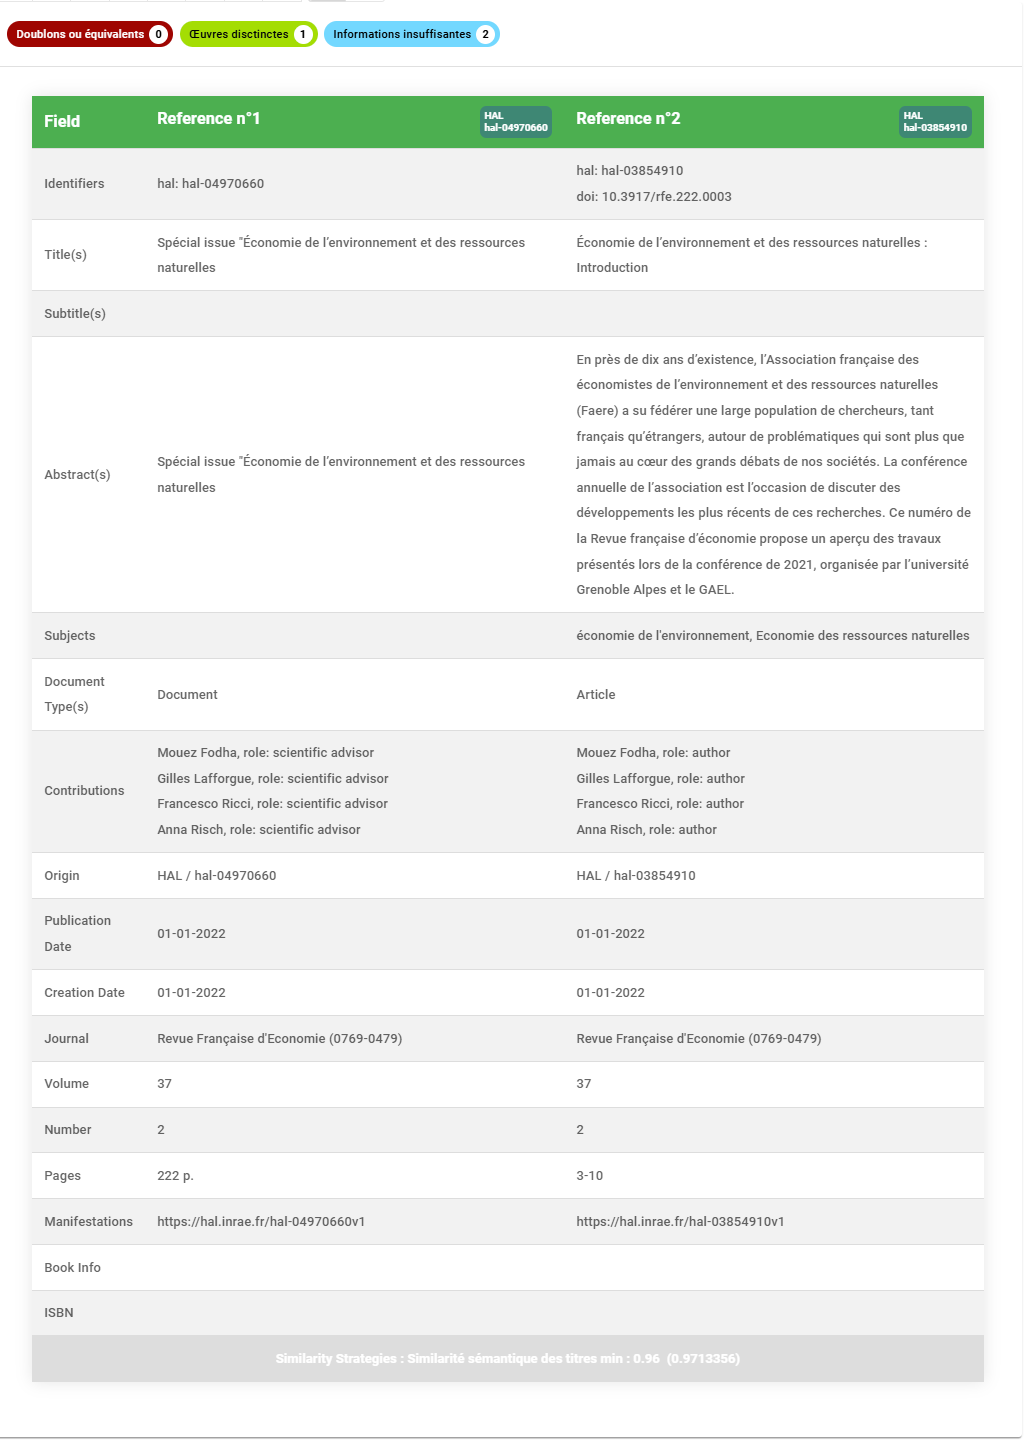 Doublons ou équivalents 0 Œuvres disctinctes 1 Informations insuffisantes 2
Field Reference n°1 HAL hal-04970660 Reference n°2 HAL hal-03854910
Identifiers hal: hal-04970660 hal: hal-03854910
doi: 10.3917/rfe.222.0003
Title(s) Spécial issue "Économie de l’environnement et des ressources
naturelles
Économie de l’environnement et des ressources naturelles :
Introduction
Subtitle(s)
Abstract(s)
Spécial issue "Économie de l’environnement et des ressources
naturelles
En près de dix ans d’existence, l’Association française des
économistes de l’environnement et des ressources naturelles
(Faere) a su fédérer une large population de chercheurs, tant
français qu’étrangers, autour de problématiques qui sont plus que
jamais au cœur des grands débats de nos sociétés. La conférence
annuelle de l’association est l’occasion de discuter des
développements les plus récents de ces recherches. Ce numéro de
la Revue française d’économie propose un aperçu des travaux
présentés lors de la conférence de 2021, organisée par l’université
Grenoble Alpes et le GAEL.
Subjects économie de l'environnement, Economie des ressources naturelles
Document
Type(s)
Document Article
Contributions
Mouez Fodha, role: scientific advisor
Gilles Lafforgue, role: scientific advisor
Francesco Ricci, role: scientific advisor
Anna Risch, role: scientific advisor
Mouez Fodha, role: author
Gilles Lafforgue, role: author
Francesco Ricci, role: author
Anna Risch, role: author
Origin HAL / hal-04970660 HAL / hal-03854910
Publication
Date
01-01-2022 01-01-2022
Creation Date 01-01-2022 01-01-2022
Journal Revue Française d'Economie (0769-0479) Revue Française d'Economie (0769-0479)
Volume 37 37
Number 2 2
Pages 222 p. 3-10
Manifestations https://hal.inrae.fr/hal-04970660v1 https://hal.inrae.fr/hal-03854910v1
Book Info
ISBN
Similarity Strategies : Similarité sémantique des titres min : 0.96 (0.9713356)